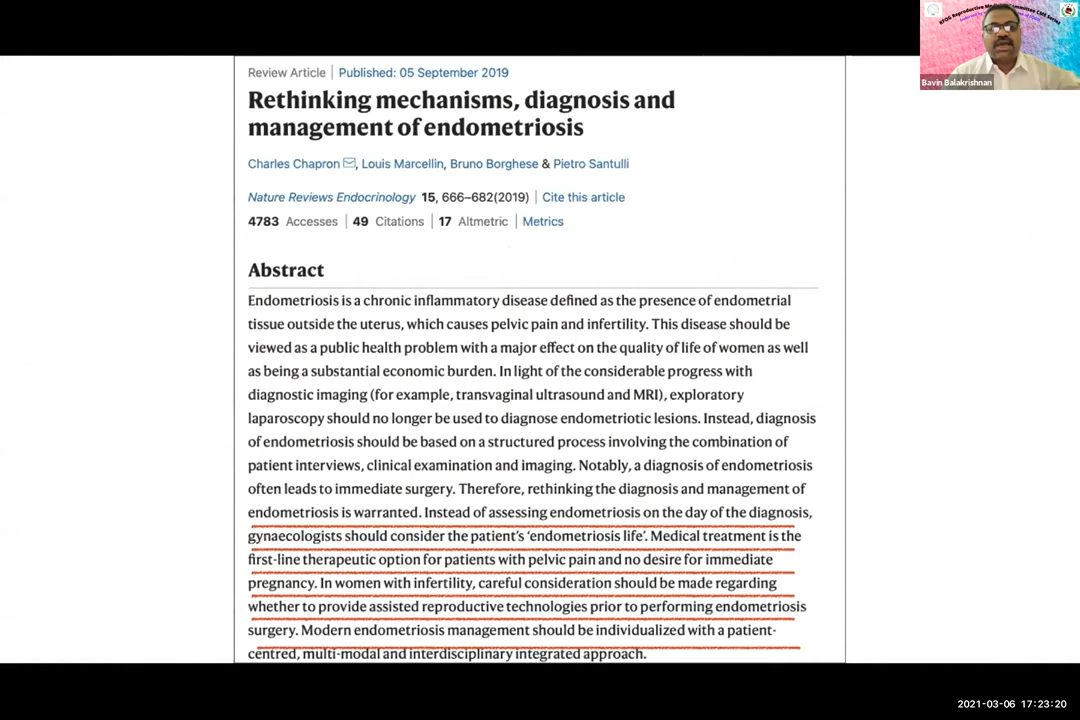 KFOG Reproductive Medicine Committee CME Series
Bavin Balakrishnan
Review Article | Published: 05 September 2019
Rethinking mechanisms, diagnosis and
management of endometriosis
Charles Chapron, Louis Marcellin, Bruno Borghese & Pietro Santulli
Nature Reviews Endocrinology 15, 666–682(2019) | Cite this article
4783 Accesses | 49 Citations | 17 Altmetric | Metrics
Abstract
Endometriosis is a chronic inflammatory disease defined as the presence of endometrial
tissue outside the uterus, which causes pelvic pain and infertility. This disease should be
viewed as a public health problem with a major effect on the quality of life of women as well
as being a substantial economic burden. In light of the considerable progress with
diagnostic imaging (for example, transvaginal ultrasound and MRI), exploratory
laparoscopy should no longer be used to diagnose endometriotic lesions. Instead, diagnosis
of endometriosis should be based on a structured process involving the combination of
patient interviews, clinical examination and imaging. Notably, a diagnosis of endometriosis
often leads to immediate surgery. Therefore, rethinking the diagnosis and management of
endometriosis is warranted. Instead of assessing endometriosis on the day of the diagnosis,
gynaecologists should consider the patient's 'endometriosis life'. Medical treatment is the
first-line therapeutic option for patients with pelvic pain and no desire for immediate
pregnancy. In women with infertility, careful consideration should be made regarding
whether to provide assisted reproductive technologies prior to performing endometriosis
surgery. Modern endometriosis management should be individualized with a patient-
centred, multi-modal and interdisciplinary integrated approach.
2021-03-06 17:23:20